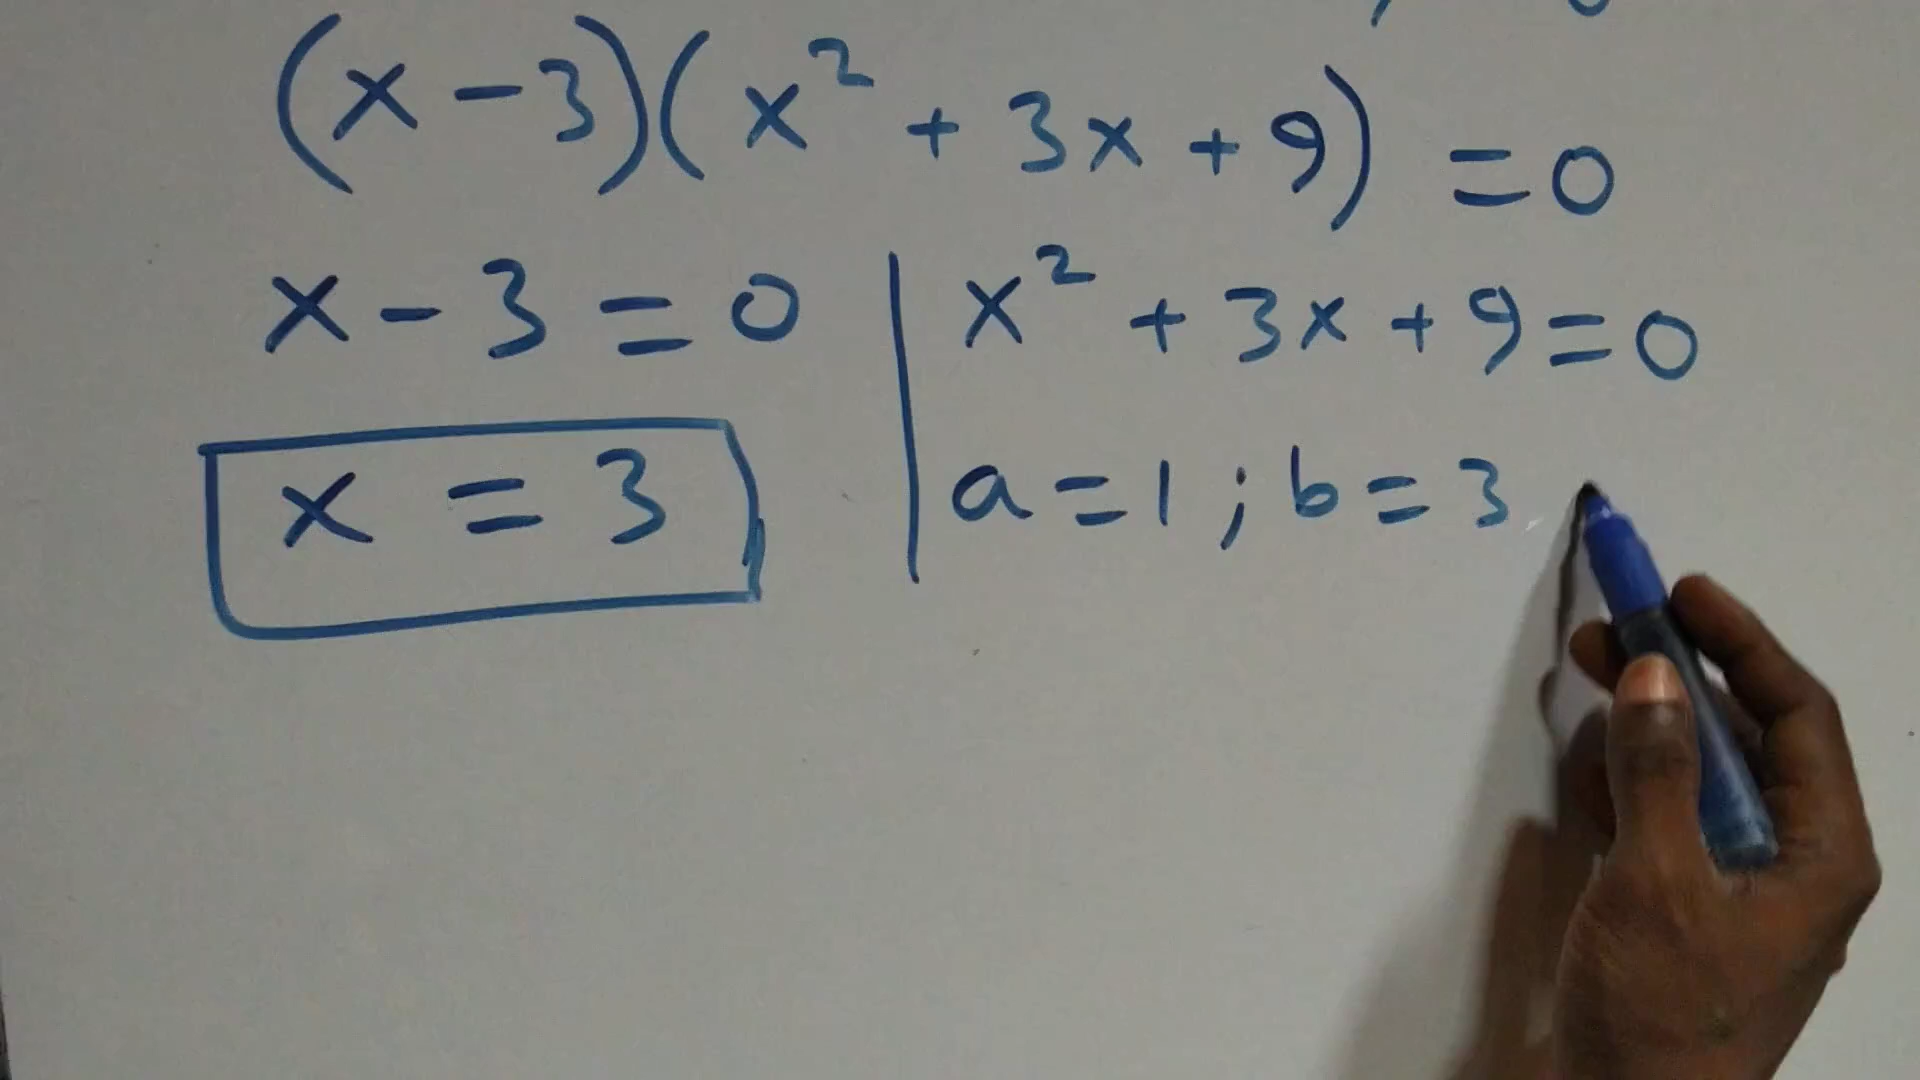 (x - 3)(x² + 3x + 9) = 0
x - 3 = 0 | x² + 3x + 9 = 0
x = 3 | a = 1 ; b = 3